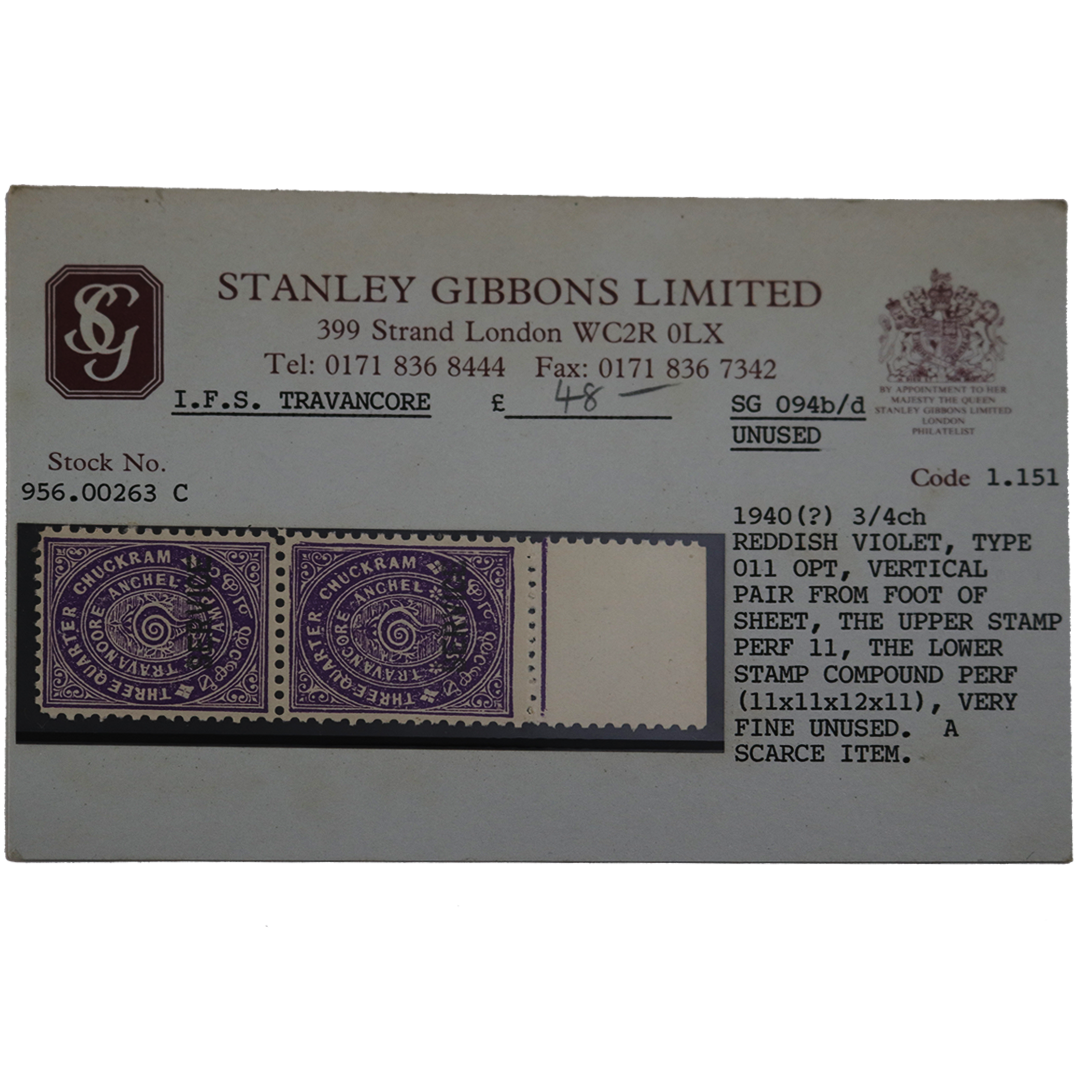 SG
STANLEY GIBBONS LIMITED
399 Strand London WC2R 0LX
Tel: 0171 836 8444 Fax: 0171 836 7342
BY APPOINTMENT TO HER
MAJESTY THE QUEEN
STANLEY GIBBONS LIMITED
LONDON
PHILATELIST
I.F.S. TRAVANCORE £ 48 — SG 094b/d
UNUSED
Stock No.
956.00263 C
Code 1.151
1940(?) 3/4ch
REDDISH VIOLET, TYPE
011 OPT, VERTICAL
PAIR FROM FOOT OF
SHEET, THE UPPER STAMP
PERF 11, THE LOWER
STAMP COMPOUND PERF
(11x11x12x11), VERY
FINE UNUSED. A
SCARCE ITEM.
THREE QUARTER CHUCKRAM
TRAVANCORE ANCHEL
SERVICE
THREE QUARTER CHUCKRAM
TRAVANCORE ANCHEL
SERVICE